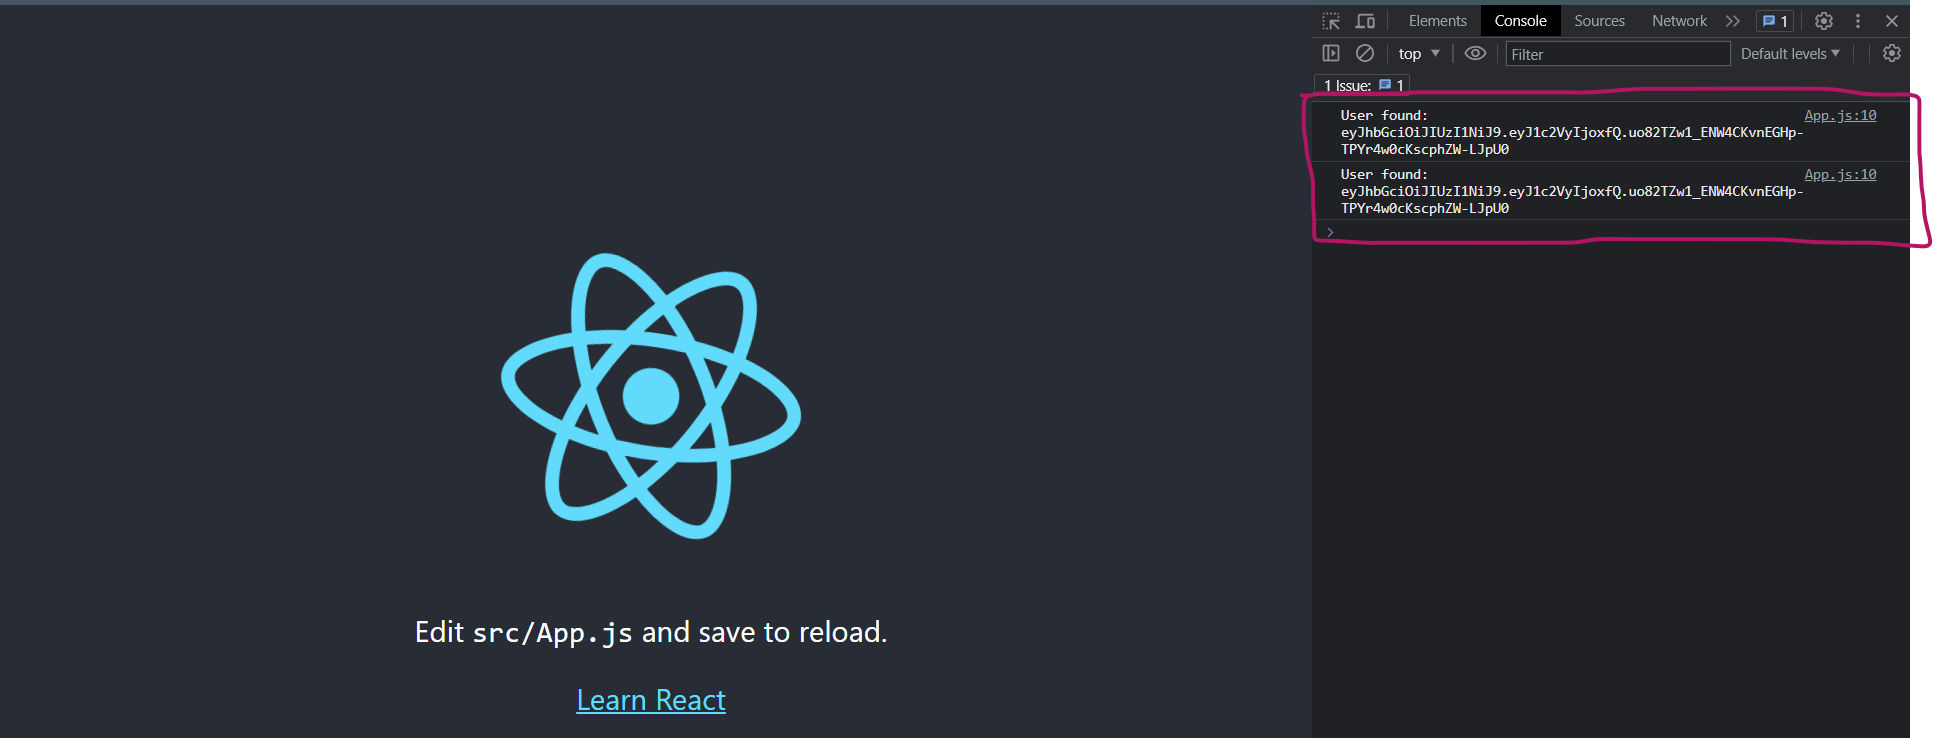 Elements Console Sources Network 1
top Filter Default levels
1 Issue: 1
User found: App.js:10
eyJhbGciOiJIUzI1NiJ9.eyJ1c2VyIjoxfQ.uo82TZw1_ENW4CKvnEGHp-
TPYr4w0cKscphZW-LJpU0
User found: App.js:10
eyJhbGciOiJIUzI1NiJ9.eyJ1c2VyIjoxfQ.uo82TZw1_ENW4CKvnEGHp-
TPYr4w0cKscphZW-LJpU0
Edit src/App.js and save to reload.
Learn React